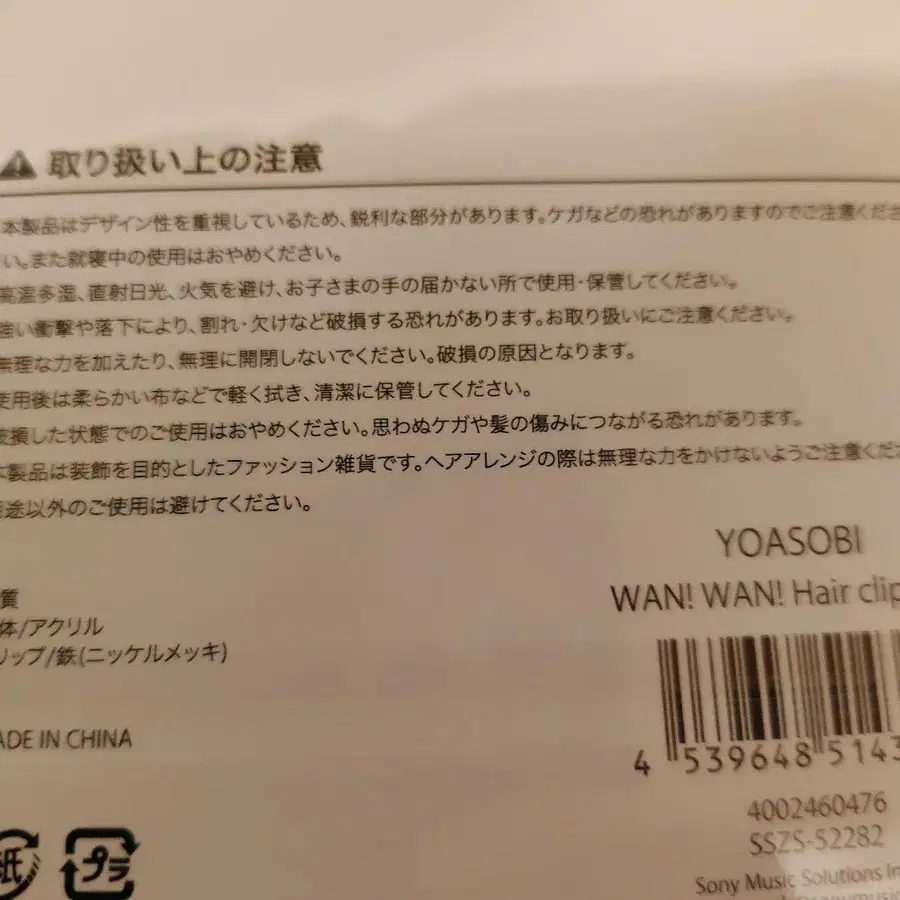 ⚠ 取り扱い上の注意
本製品はデザイン性を重視しているため、鋭利な部分があります。ケガなどの恐れがありますのでご注意くださ
い。また就寝中の使用はおやめください。
高温多湿、直射日光、火気を避け、お子さまの手の届かない所で使用・保管してください。
強い衝撃や落下により、割れ・欠けなど破損する恐れがあります。お取り扱いにご注意ください。
無理な力を加えたり、無理に開閉しないでください。破損の原因となります。
使用後は柔らかい布などで軽く拭き、清潔に保管してください。
破損した状態でのご使用はおやめください。思わぬケガや髪の傷みにつながる恐れがあります。
本製品は装飾を目的としたファッション雑貨です。ヘアアレンジの際は無理な力をかけないようご注意くださ
用途以外のご使用は避けてください。
YOASOBI
WAN! WAN! Hair clip
質
体/アクリル
リップ/鉄(ニッケルメッキ)
ADE IN CHINA
4 539648 5143
4002460476
SSZS-52282
紙
プラ
Sony Music Solutions In